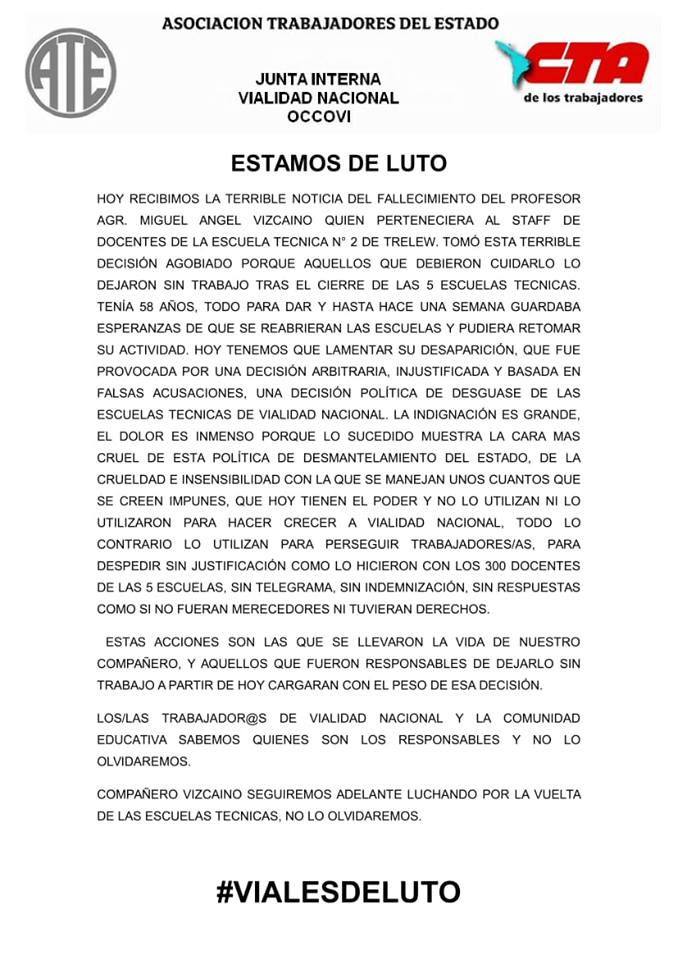 ASOCIACION TRABAJADORES DEL ESTADO
ATE
CTA
de los trabajadores
JUNTA INTERNA
VIALIDAD NACIONAL
OCCOVI
ESTAMOS DE LUTO
HOY RECIBIMOS LA TERRIBLE NOTICIA DEL FALLECIMIENTO DEL PROFESOR
AGR. MIGUEL ANGEL VIZCAINO QUIEN PERTENECIERA AL STAFF DE
DOCENTES DE LA ESCUELA TECNICA N° 2 DE TRELEW. TOMÓ ESTA TERRIBLE
DECISIÓN AGOBIADO PORQUE AQUELLOS QUE DEBIERON CUIDARLO LO
DEJARON SIN TRABAJO TRAS EL CIERRE DE LAS 5 ESCUELAS TECNICAS.
TENÍA 58 AÑOS, TODO PARA DAR Y HASTA HACE UNA SEMANA GUARDABA
ESPERANZAS DE QUE SE REABRIERAN LAS ESCUELAS Y PUDIERA RETOMAR
SU ACTIVIDAD. HOY TENEMOS QUE LAMENTAR SU DESAPARICIÓN, QUE FUE
PROVOCADA POR UNA DECISIÓN ARBITRARIA, INJUSTIFICADA Y BASADA EN
FALSAS ACUSACIONES, UNA DECISIÓN POLÍTICA DE DESGUASE DE LAS
ESCUELAS TECNICAS DE VIALIDAD NACIONAL. LA INDIGNACIÓN ES GRANDE,
EL DOLOR ES INMENSO PORQUE LO SUCEDIDO MUESTRA LA CARA MAS
CRUEL DE ESTA POLÍTICA DE DESMANTELAMIENTO DEL ESTADO, DE LA
CRUELDAD E INSENSIBILIDAD CON LA QUE SE MANEJAN UNOS CUANTOS QUE
SE CREEN IMPUNES, QUE HOY TIENEN EL PODER Y NO LO UTILIZAN NI LO
UTILIZARON PARA HACER CRECER A VIALIDAD NACIONAL, TODO LO
CONTRARIO LO UTILIZAN PARA PERSEGUIR TRABAJADORES/AS, PARA
DESPEDIR SIN JUSTIFICACIÓN COMO LO HICIERON CON LOS 300 DOCENTES
DE LAS 5 ESCUELAS, SIN TELEGRAMA, SIN INDEMNIZACIÓN, SIN RESPUESTAS
COMO SI NO FUERAN MERECEDORES NI TUVIERAN DERECHOS.
ESTAS ACCIONES SON LAS QUE SE LLEVARON LA VIDA DE NUESTRO
COMPAÑERO, Y AQUELLOS QUE FUERON RESPONSABLES DE DEJARLO SIN
TRABAJO A PARTIR DE HOY CARGARAN CON EL PESO DE ESA DECISIÓN.
LOS/LAS TRABAJADOR@S DE VIALIDAD NACIONAL Y LA COMUNIDAD
EDUCATIVA SABEMOS QUIENES SON LOS RESPONSABLES Y NO LO
OLVIDAREMOS.
COMPAÑERO VIZCAINO SEGUIREMOS ADELANTE LUCHANDO POR LA VUELTA
DE LAS ESCUELAS TECNICAS, NO LO OLVIDAREMOS.
#VIALESDELUTO